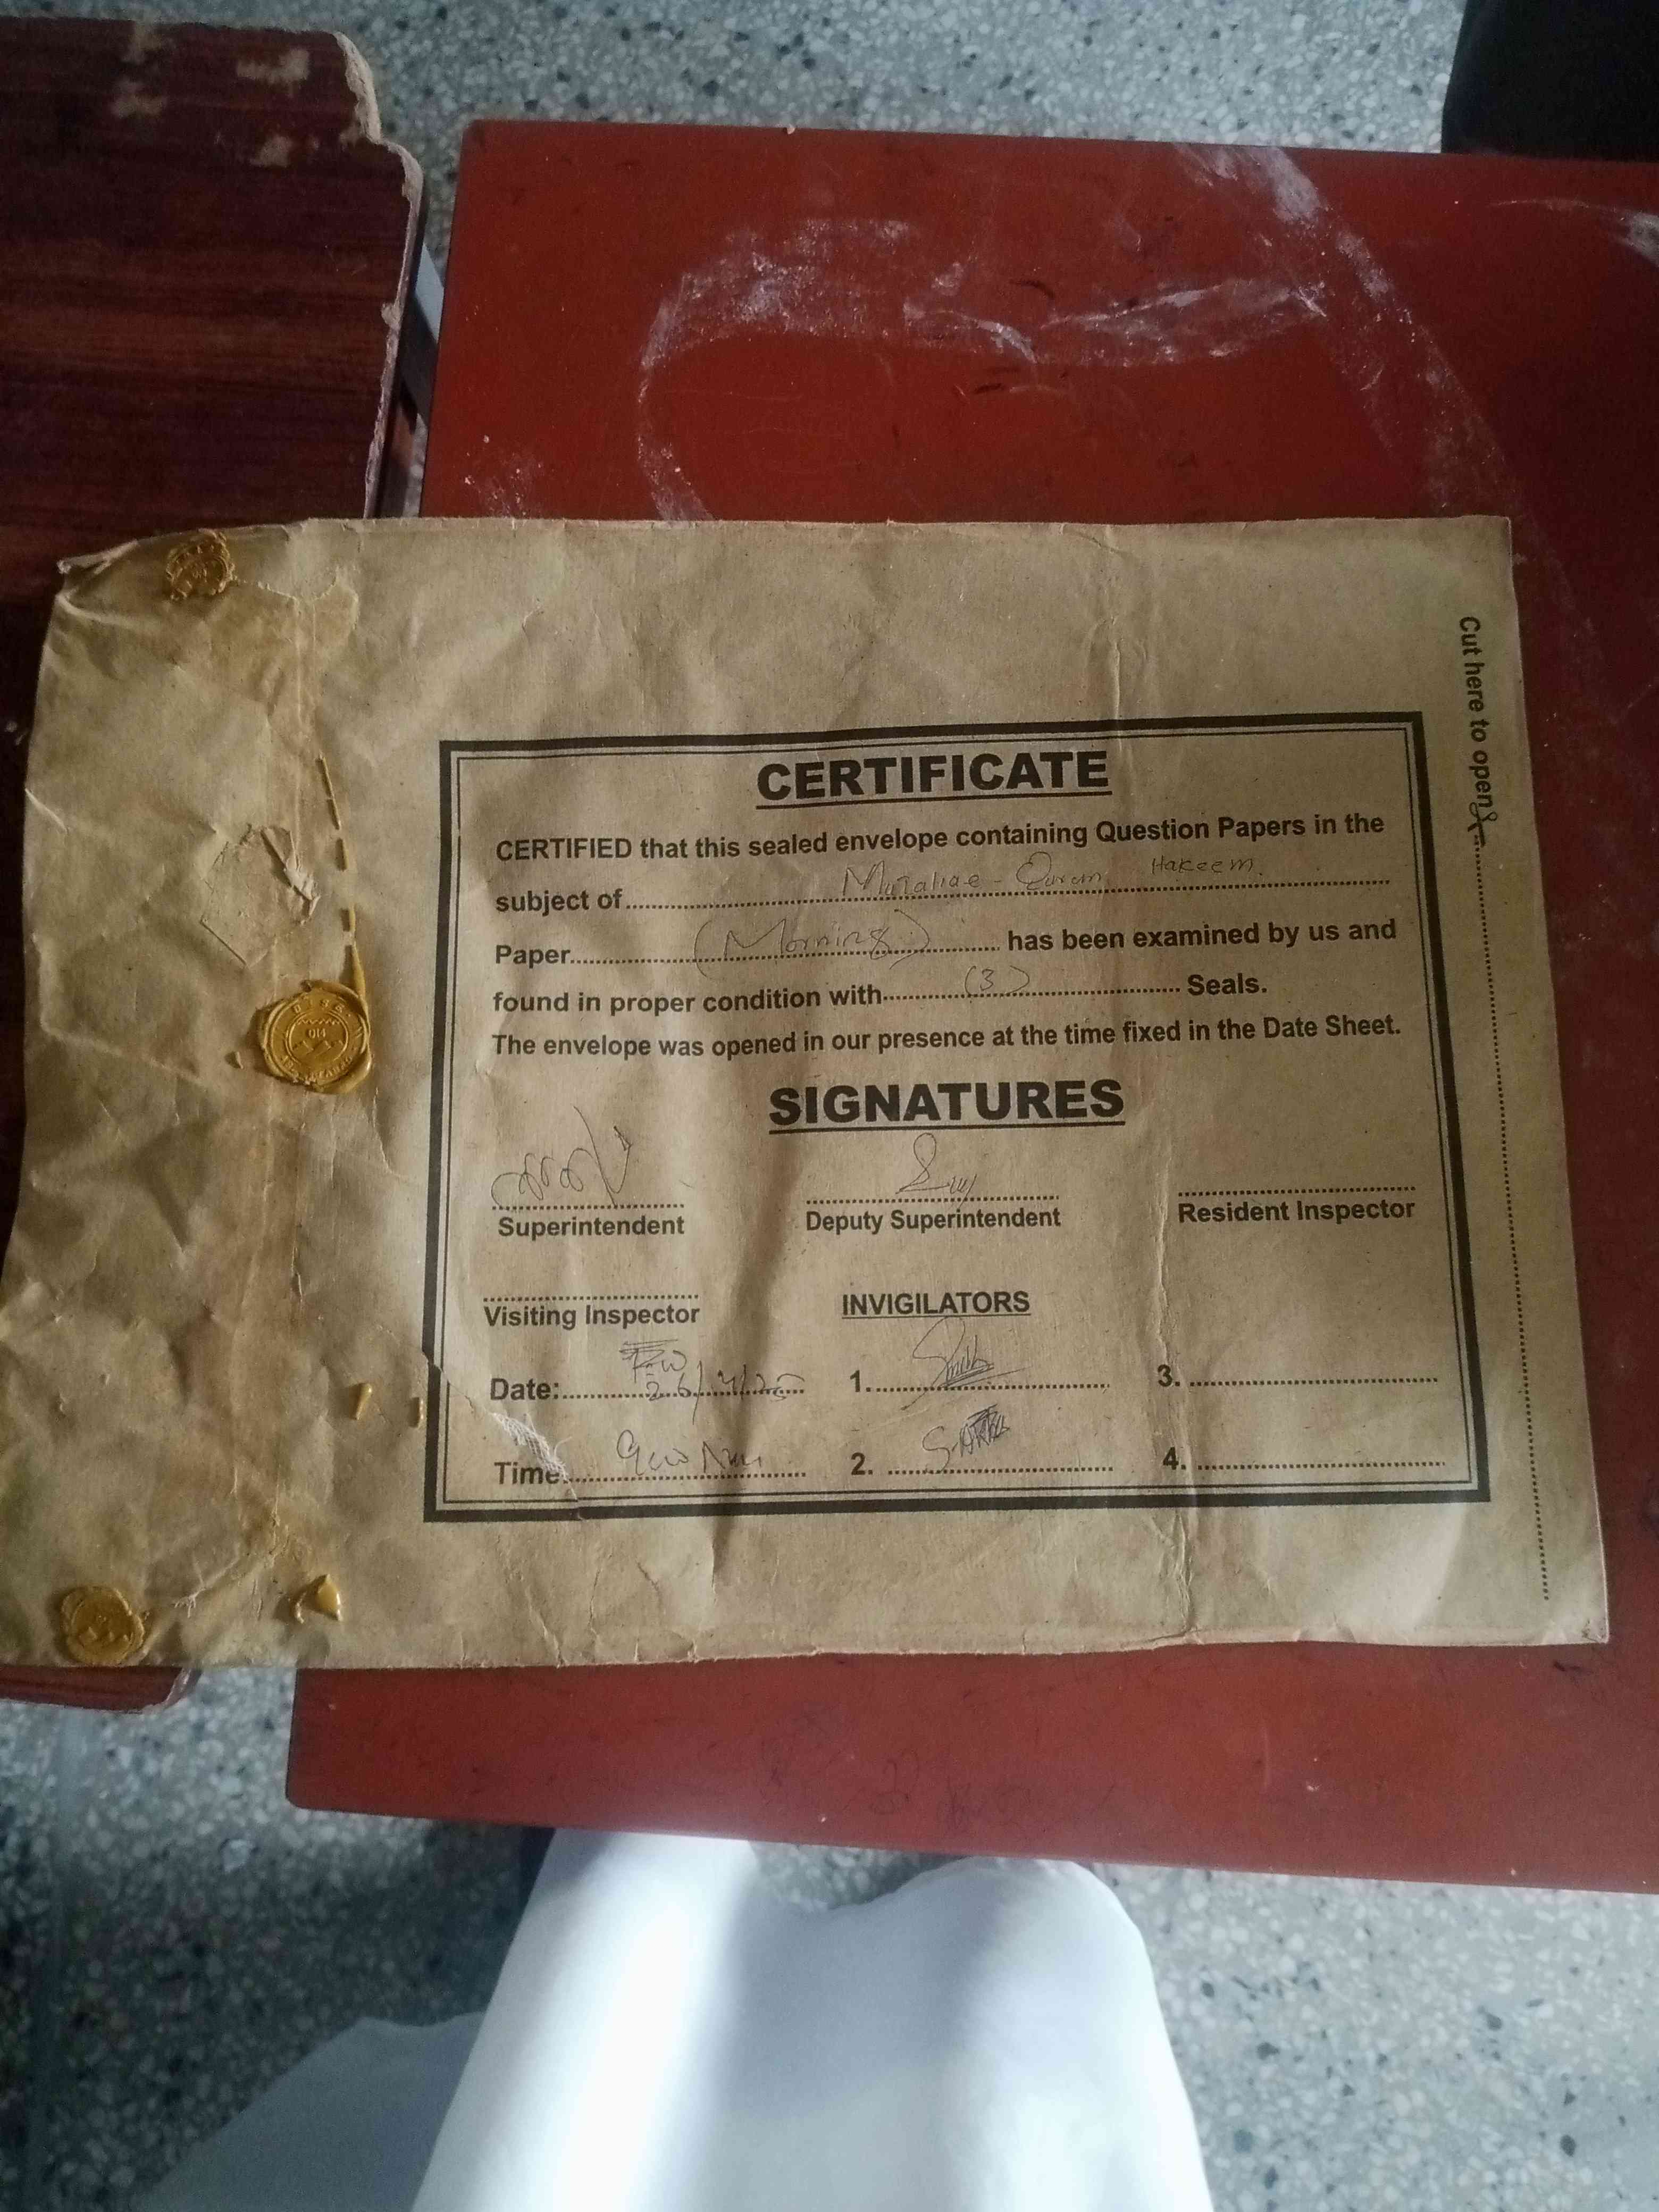 Cut here to open
CERTIFICATE
CERTIFIED that this sealed envelope containing Question Papers in the
subject of Mutaliae - Quran Hakeem.
Paper (Morning) has been examined by us and
found in proper condition with (3) Seals.
The envelope was opened in our presence at the time fixed in the Date Sheet.
SIGNATURES
Superintendent Deputy Superintendent Resident Inspector
Visiting Inspector INVIGILATORS
Date: 1. 3.
Time: 2. 4.
014